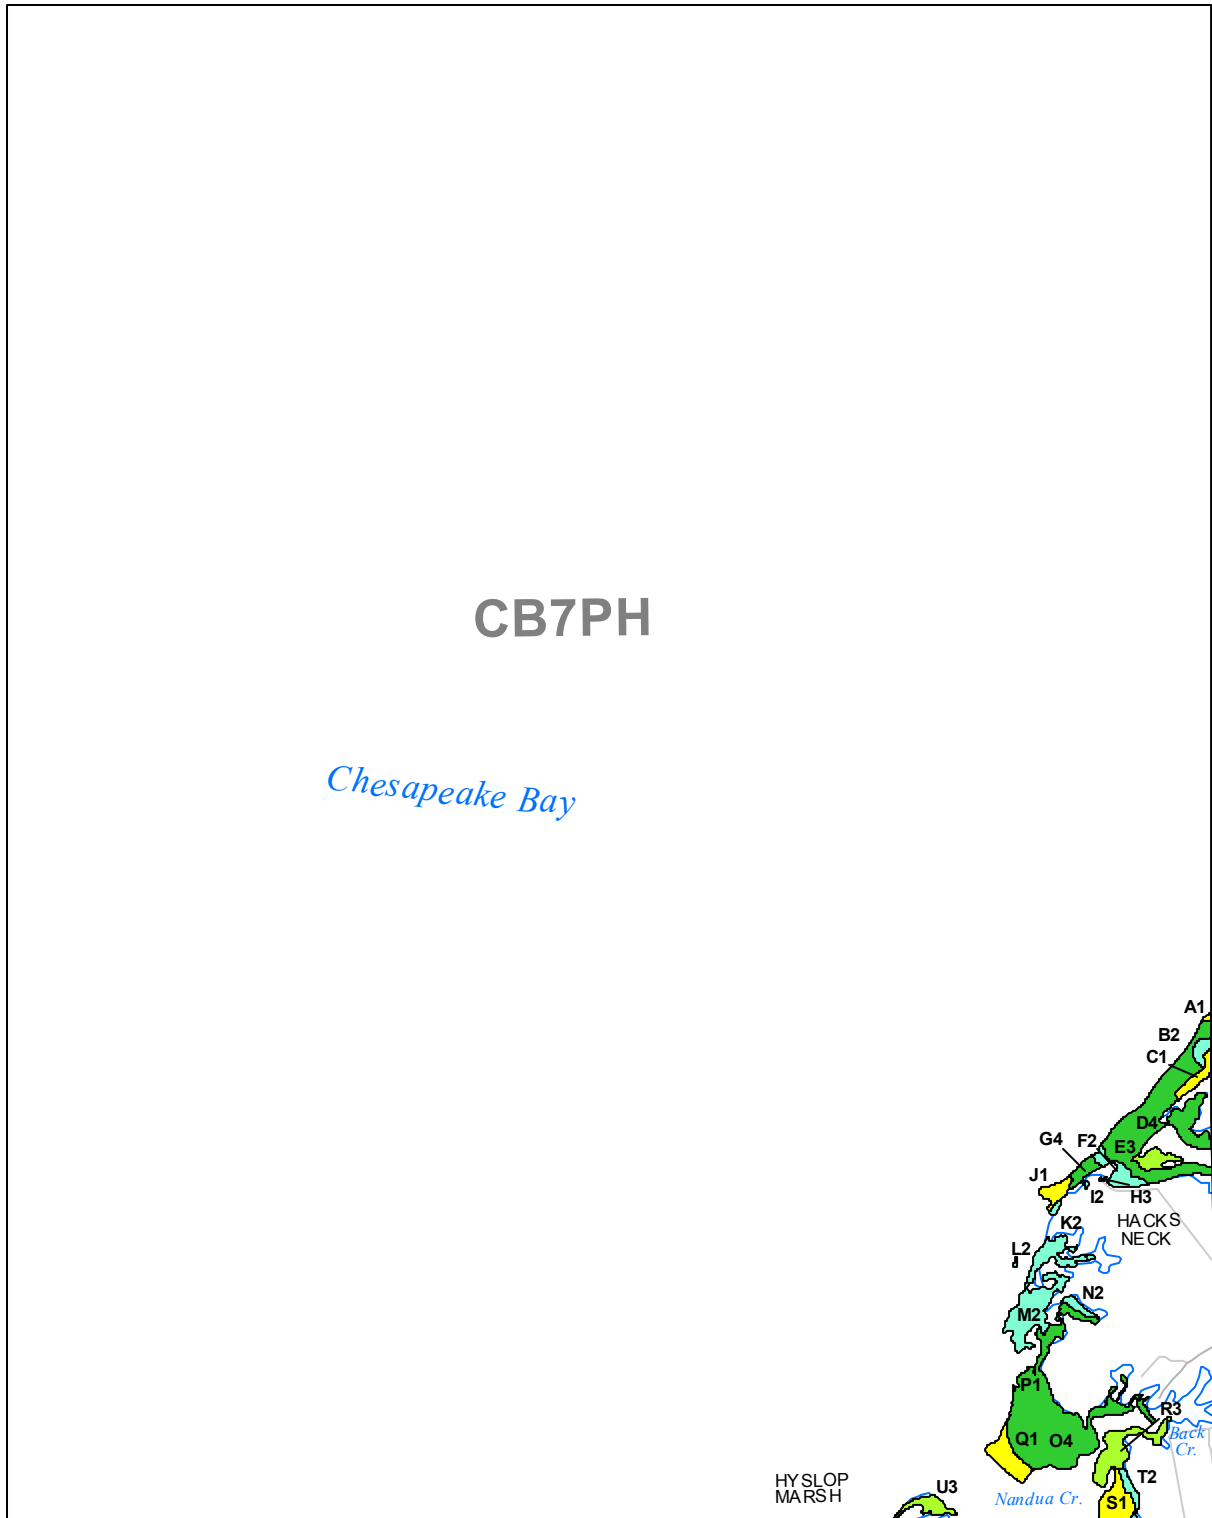 CB7PH
Chesapeake Bay
A1
B2
C1
D4
G4
F2
E3
J1
I2
H3
K2
HACKS
NECK
L2
N2
M2
P1
R3
Q1
O4
Back
Cr.
HYSLOP
MARSH
U3
T2
Nandua Cr.
S1